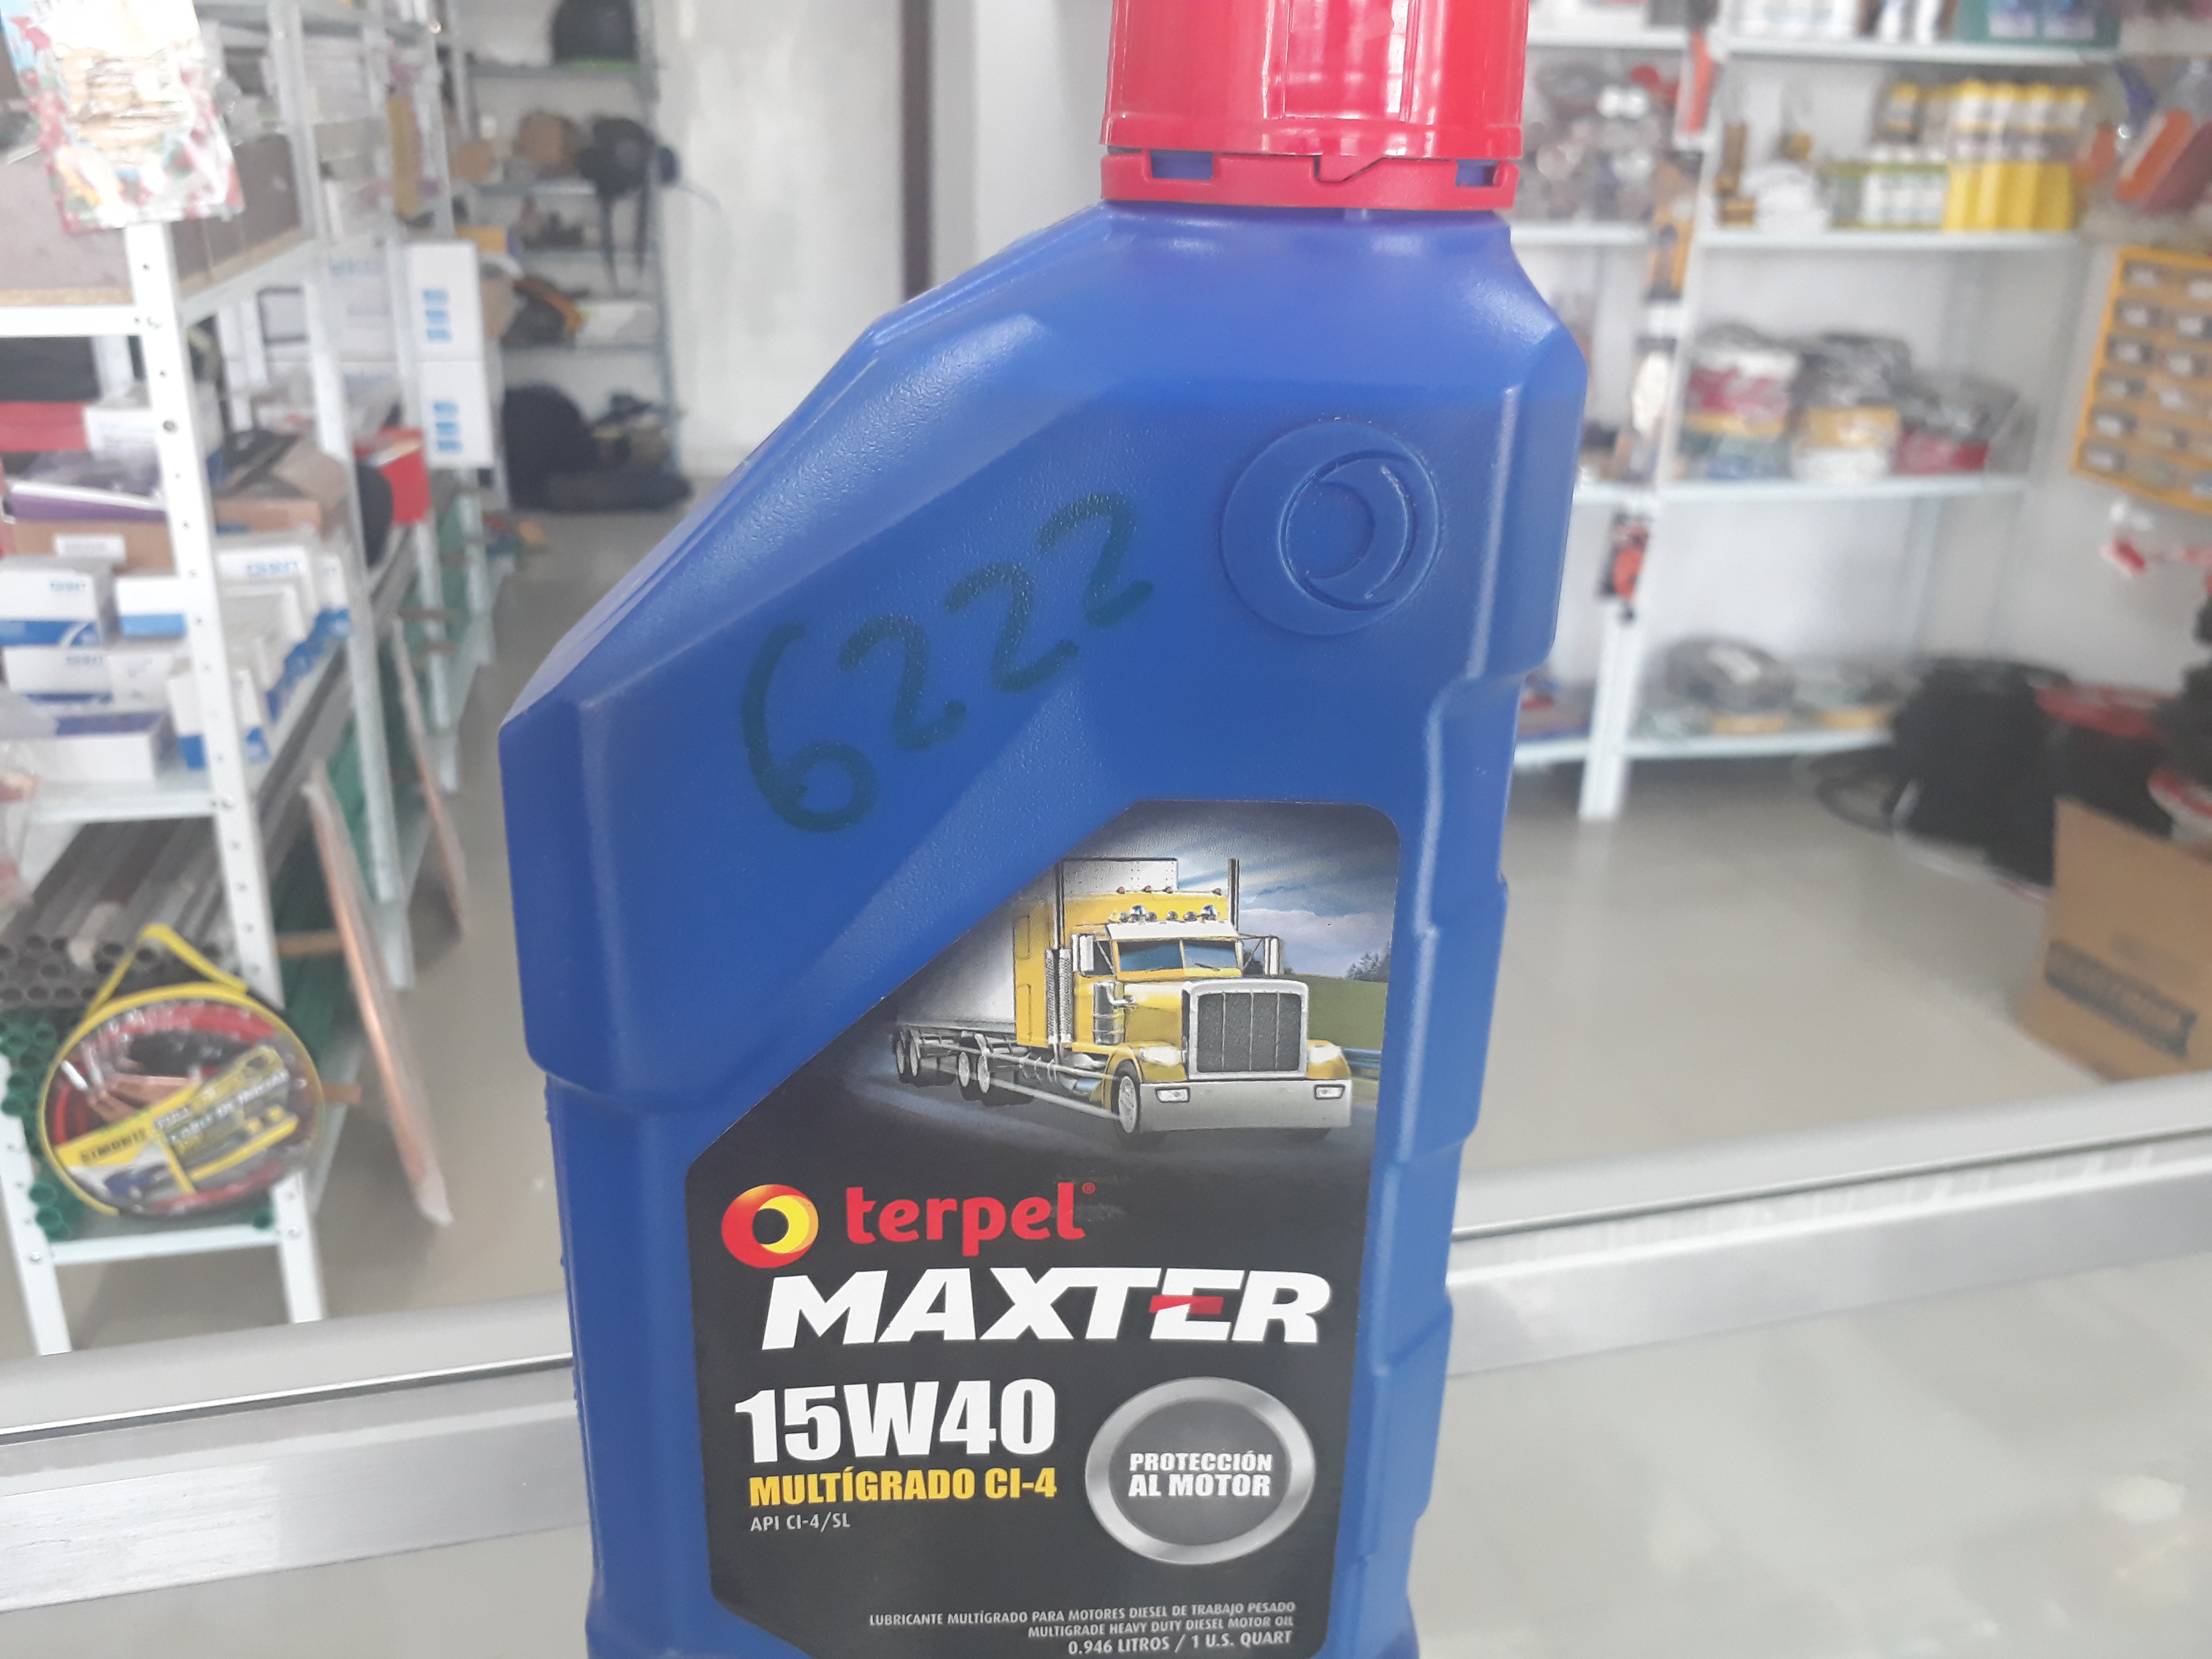 6222
terpel®
MAXTER
15W40
MULTÍGRADO CI-4
API CI-4/SL
PROTECCIÓN
AL MOTOR
LUBRICANTE MULTÍGRADO PARA MOTORES DIESEL DE TRABAJO PESADO
MULTIGRADE HEAVY DUTY DIESEL MOTOR OIL
0.946 LITROS / 1 U.S. QUART